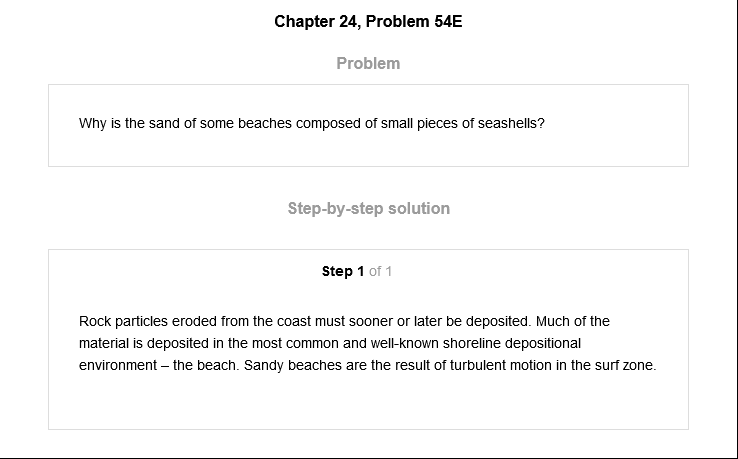 Chapter 24, Problem 54E
Problem
Why is the sand of some beaches composed of small pieces of seashells?
Step-by-step solution
Step 1 of 1
Rock particles eroded from the coast must sooner or later be deposited. Much of the
material is deposited in the most common and well-known shoreline depositional
environment – the beach. Sandy beaches are the result of turbulent motion in the surf zone.